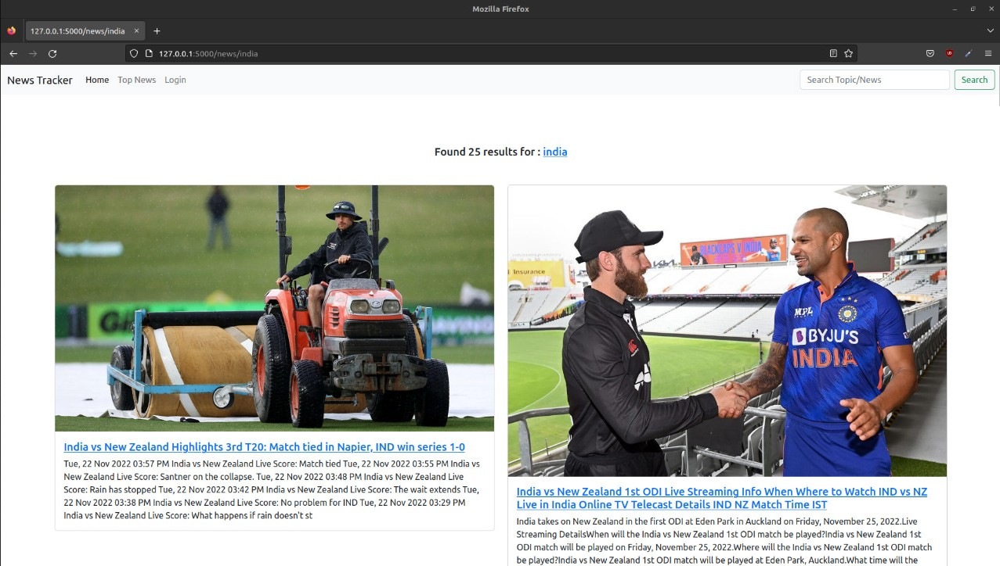 Mozilla Firefox
127.0.0.1:5000/news/india
127.0.0.1:5000/news/india
News Tracker Home Top News Login Search Topic/News Search
Found 25 results for : india
BLACKCAPS V INDIA
Insurance
MPL
BYJU'S
INDIA
India vs New Zealand Highlights 3rd T20: Match tied in Napier, IND win series 1-0
Tue, 22 Nov 2022 03:57 PM India vs New Zealand Live Score: Match tied Tue, 22 Nov 2022 03:55 PM India vs
New Zealand Live Score: Santner on the collapse. Tue, 22 Nov 2022 03:48 PM India vs New Zealand Live
Score: Rain has stopped Tue, 22 Nov 2022 03:42 PM India vs New Zealand Live Score: The wait extends Tue,
22 Nov 2022 03:38 PM India vs New Zealand Live Score: No problem for IND Tue, 22 Nov 2022 03:29 PM
India vs New Zealand Live Score: What happens if rain doesn't st
India vs New Zealand 1st ODI Live Streaming Info When Where to Watch IND vs NZ
Live in India Online TV Telecast Details IND NZ Match Time IST
India takes on New Zealand in the first ODI at Eden Park in Auckland on Friday, November 25, 2022.Live
Streaming DetailsWhen will the India vs New Zealand 1st ODI match be played?India vs New Zealand 1st
ODI match will be played on Friday, November 25, 2022.Where will the India vs New Zealand 1st ODI match
be played?India vs New Zealand 1st ODI match will be played at Eden Park, Auckland.What time will the